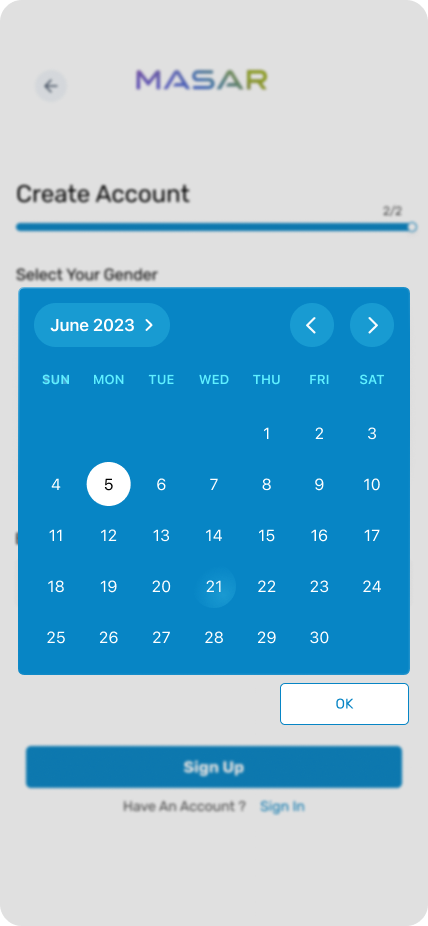 MASAR
Create Account
2/2
Select Your Gender
June 2023
SUN MON TUE WED THU FRI SAT
1 2 3
4 5 6 7 8 9 10
11 12 13 14 15 16 17
18 19 20 21 22 23 24
25 26 27 28 29 30
OK
Sign Up
Have An Account ? Sign In